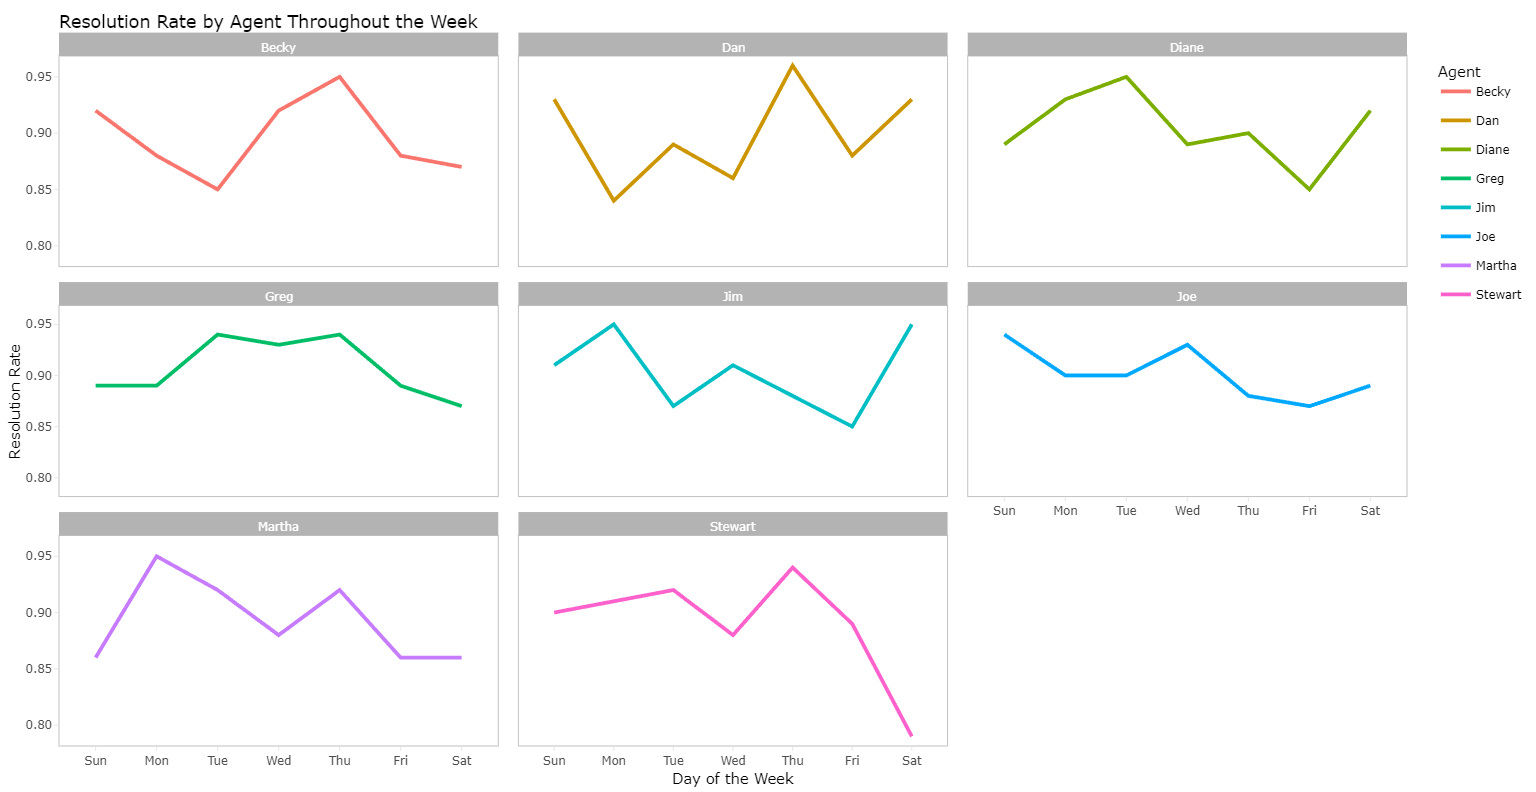 Resolution Rate by Agent Throughout the Week
Becky
Dan
Diane
0.95
0.90
0.85
0.80
Agent
Becky
Dan
Diane
Greg
Jim
Joe
Martha
Stewart
Greg
Jim
Joe
0.95
0.90
0.85
0.80
Resolution Rate
Sun Mon Tue Wed Thu Fri Sat
Martha
Stewart
0.95
0.90
0.85
0.80
Sun Mon Tue Wed Thu Fri Sat
Sun Mon Tue Wed Thu Fri Sat
Day of the Week